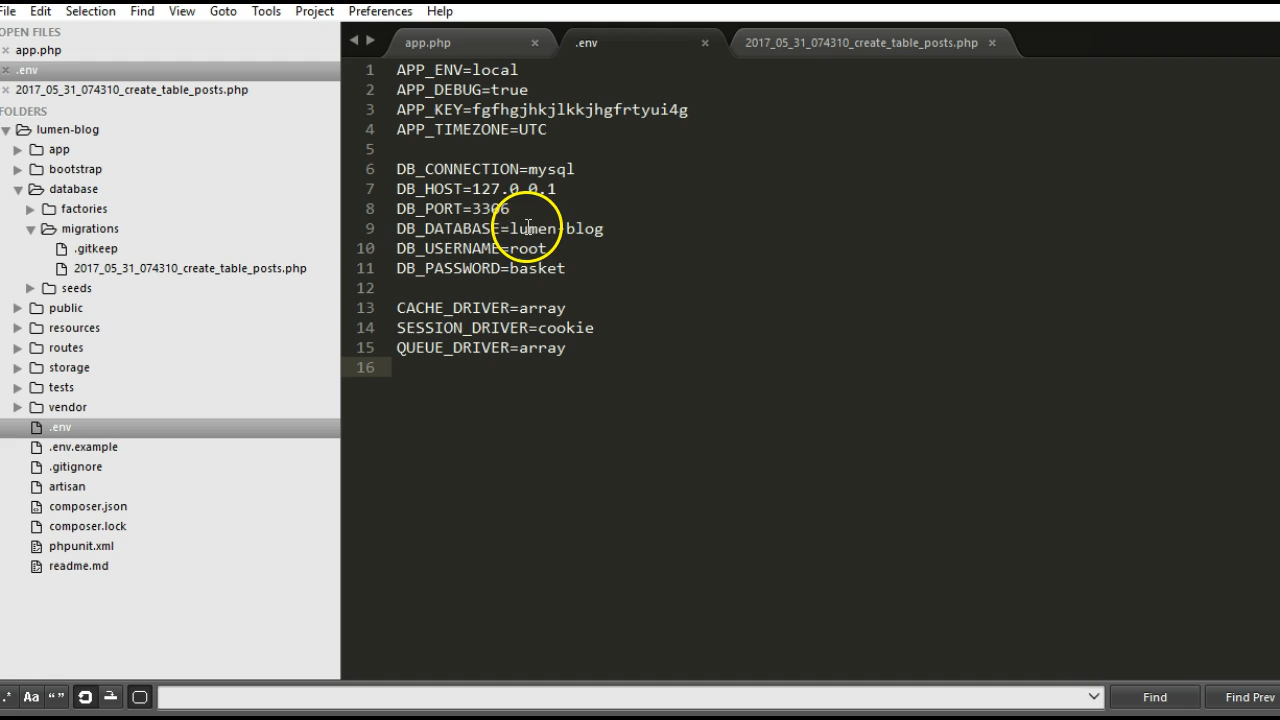 File Edit Selection Find View Goto Tools Project Preferences Help
OPEN FILES
app.php
.env
2017_05_31_074310_create_table_posts.php
FOLDERS
lumen-blog
app
bootstrap
database
factories
migrations
.gitkeep
2017_05_31_074310_create_table_posts.php
seeds
public
resources
routes
storage
tests
vendor
.env
.env.example
.gitignore
artisan
composer.json
composer.lock
phpunit.xml
readme.md
app.php .env 2017_05_31_074310_create_table_posts.php
1 APP_ENV=local
2 APP_DEBUG=true
3 APP_KEY=fgfhgjhkjlkkjhgfrtyui4g
4 APP_TIMEZONE=UTC
5
6 DB_CONNECTION=mysql
7 DB_HOST=127.0.0.1
8 DB_PORT=3306
9 DB_DATABASE=lumen-blog
10 DB_USERNAME=root
11 DB_PASSWORD=basket
12
13 CACHE_DRIVER=array
14 SESSION_DRIVER=cookie
15 QUEUE_DRIVER=array
16
.* Aa “ ” Find Find Prev